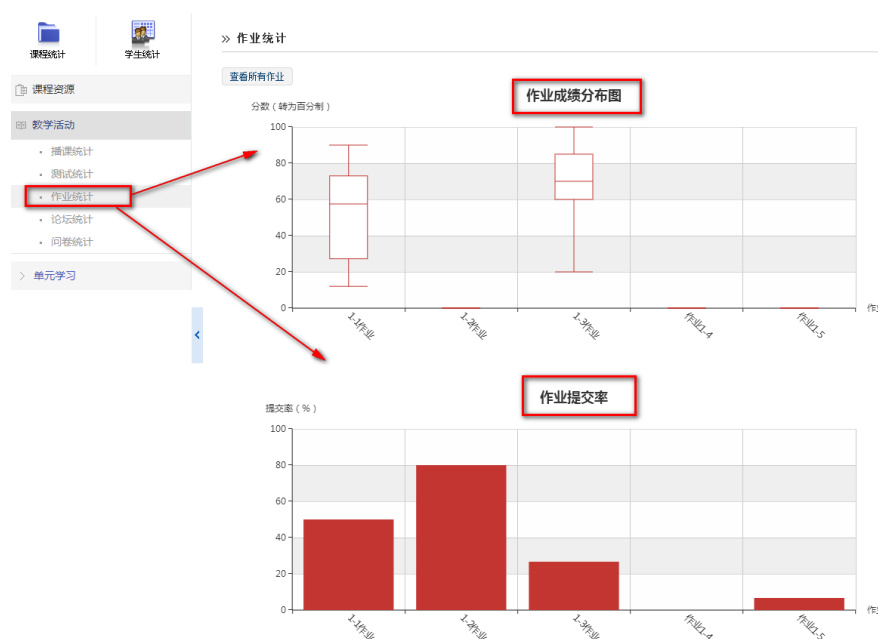 课程统计
学生统计
课程资源
教学活动
播课统计
测试统计
作业统计
论坛统计
问卷统计
单元学习
» 作业统计
查看所有作业
作业成绩分布图
分数（转为百分制）
100
80
60
40
20
0
1-1作业
1-2作业
1-3作业
作业1-4
作业1-5
作业提交率
提交率（%）
100
80
60
40
20
0
1-1作业
1-2作业
1-3作业
作业1-4
作业1-5